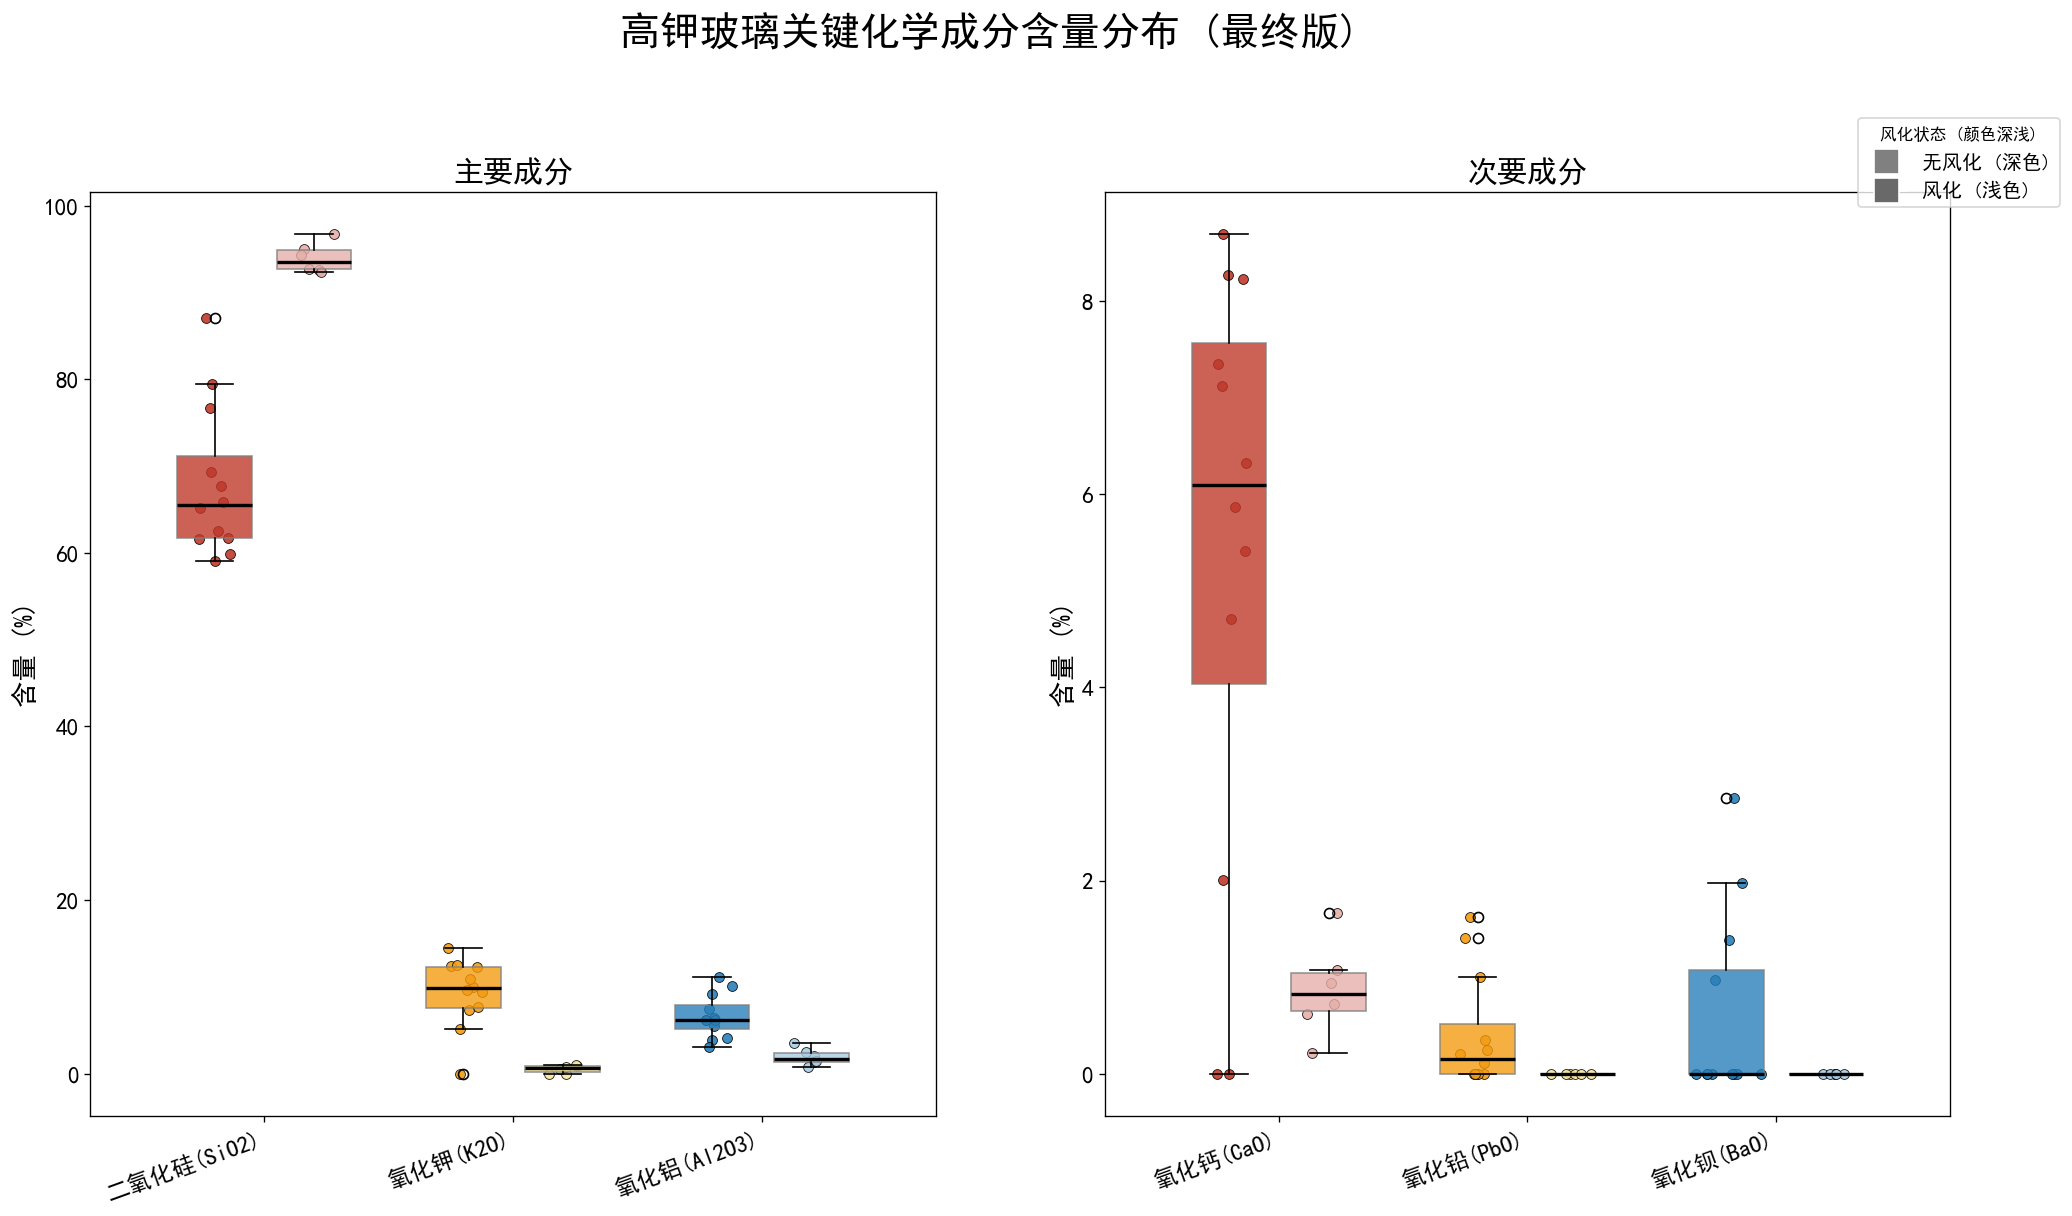 高钾玻璃关键化学成分含量分布（最终版）
主要成分
含量 (%)
100
80
60
40
20
0
二氧化硅(SiO2)
氧化钾(K2O)
氧化铝(Al2O3)
次要成分
含量 (%)
8
6
4
2
0
氧化钙(CaO)
氧化铅(PbO)
氧化钡(BaO)
风化状态（颜色深浅）
无风化（深色）
风化（浅色）